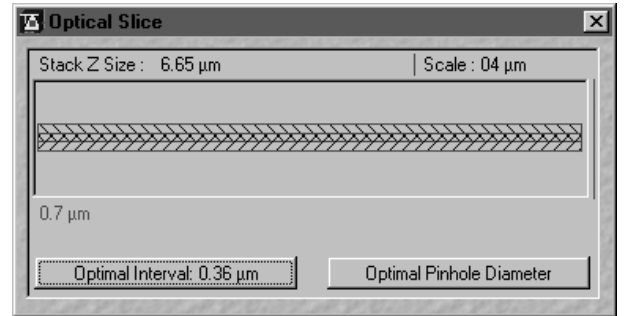 Optical Slice
Stack Z Size : 6.65 µm
Scale : 04 µm
0.7 µm
Optimal Interval: 0.36 µm
Optimal Pinhole Diameter